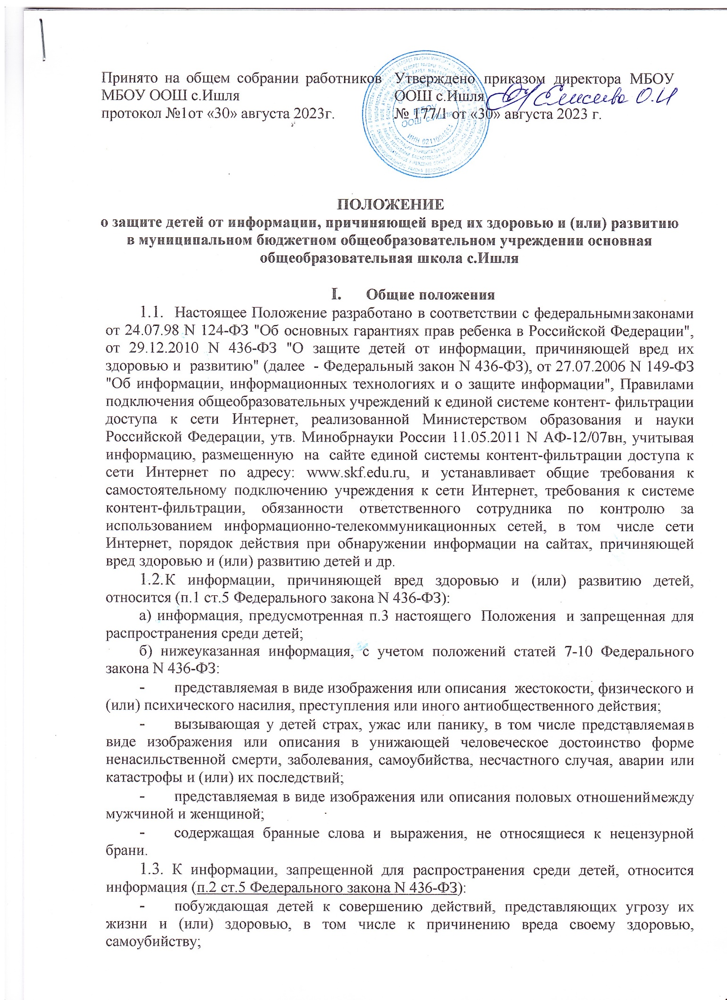 Принято на общем собрании работников
МБОУ ООШ с.Ишля
протокол №1от «30» августа 2023г.
Утверждено приказом директора МБОУ
ООШ с.Ишля
№ 177/1 от «30» августа 2023 г.
МБОУ
ООШ с.Ишля
ПОЛОЖЕНИЕ
о защите детей от информации, причиняющей вред их здоровью и (или) развитию
в муниципальном бюджетном общеобразовательном учреждении основная
общеобразовательная школа с.Ишля
I. Общие положения
1.1. Настоящее Положение разработано в соответствии с федеральнымизаконами
от 24.07.98 N 124-ФЗ "Об основных гарантиях прав ребенка в Российской Федерации",
от 29.12.2010 N 436-ФЗ "О защите детей от информации, причиняющей вред их
здоровью и развитию" (далее - Федеральный закон N 436-ФЗ), от 27.07.2006 N 149-ФЗ
"Об информации, информационных технологиях и о защите информации", Правилами
подключения общеобразовательных учреждений к единой системе контент- фильтрации
доступа к сети Интернет, реализованной Министерством образования и науки
Российской Федерации, утв. Минобрнауки России 11.05.2011 N АФ-12/07вн, учитывая
информацию, размещенную на сайте единой системы контент-фильтрации доступа к
сети Интернет по адресу: www.skf.edu.ru, и устанавливает общие требования к
самостоятельному подключению учреждения к сети Интернет, требования к системе
контент-фильтрации, обязанности ответственного сотрудника по контролю за
использованием информационно-телекоммуникационных сетей, в том числе сети
Интернет, порядок действия при обнаружении информации на сайтах, причиняющей
вред здоровью и (или) развитию детей и др.
1.2.К информации, причиняющей вред здоровью и (или) развитию детей,
относится (п.1 ст.5 Федерального закона N 436-ФЗ):
а) информация, предусмотренная п.3 настоящего Положения и запрещенная для
распространения среди детей;
б) нижеуказанная информация, с учетом положений статей 7-10 Федерального
закона N 436-ФЗ:
- представляемая в виде изображения или описания жестокости, физического и
(или) психического насилия, преступления или иного антиобщественного действия;
- вызывающая у детей страх, ужас или панику, в том числе представляемаяв
виде изображения или описания в унижающей человеческое достоинство форме
ненасильственной смерти, заболевания, самоубийства, несчастного случая, аварии или
катастрофы и (или) их последствий;
- представляемая в виде изображения или описания половых отношениймежду
мужчиной и женщиной;
- содержащая бранные слова и выражения, не относящиеся к нецензурной
брани.
1.3. К информации, запрещенной для распространения среди детей, относится
информация (п.2 ст.5 Федерального закона N 436-ФЗ):
- побуждающая детей к совершению действий, представляющих угрозу их
жизни и (или) здоровью, в том числе к причинению вреда своему здоровью,
самоубийству;